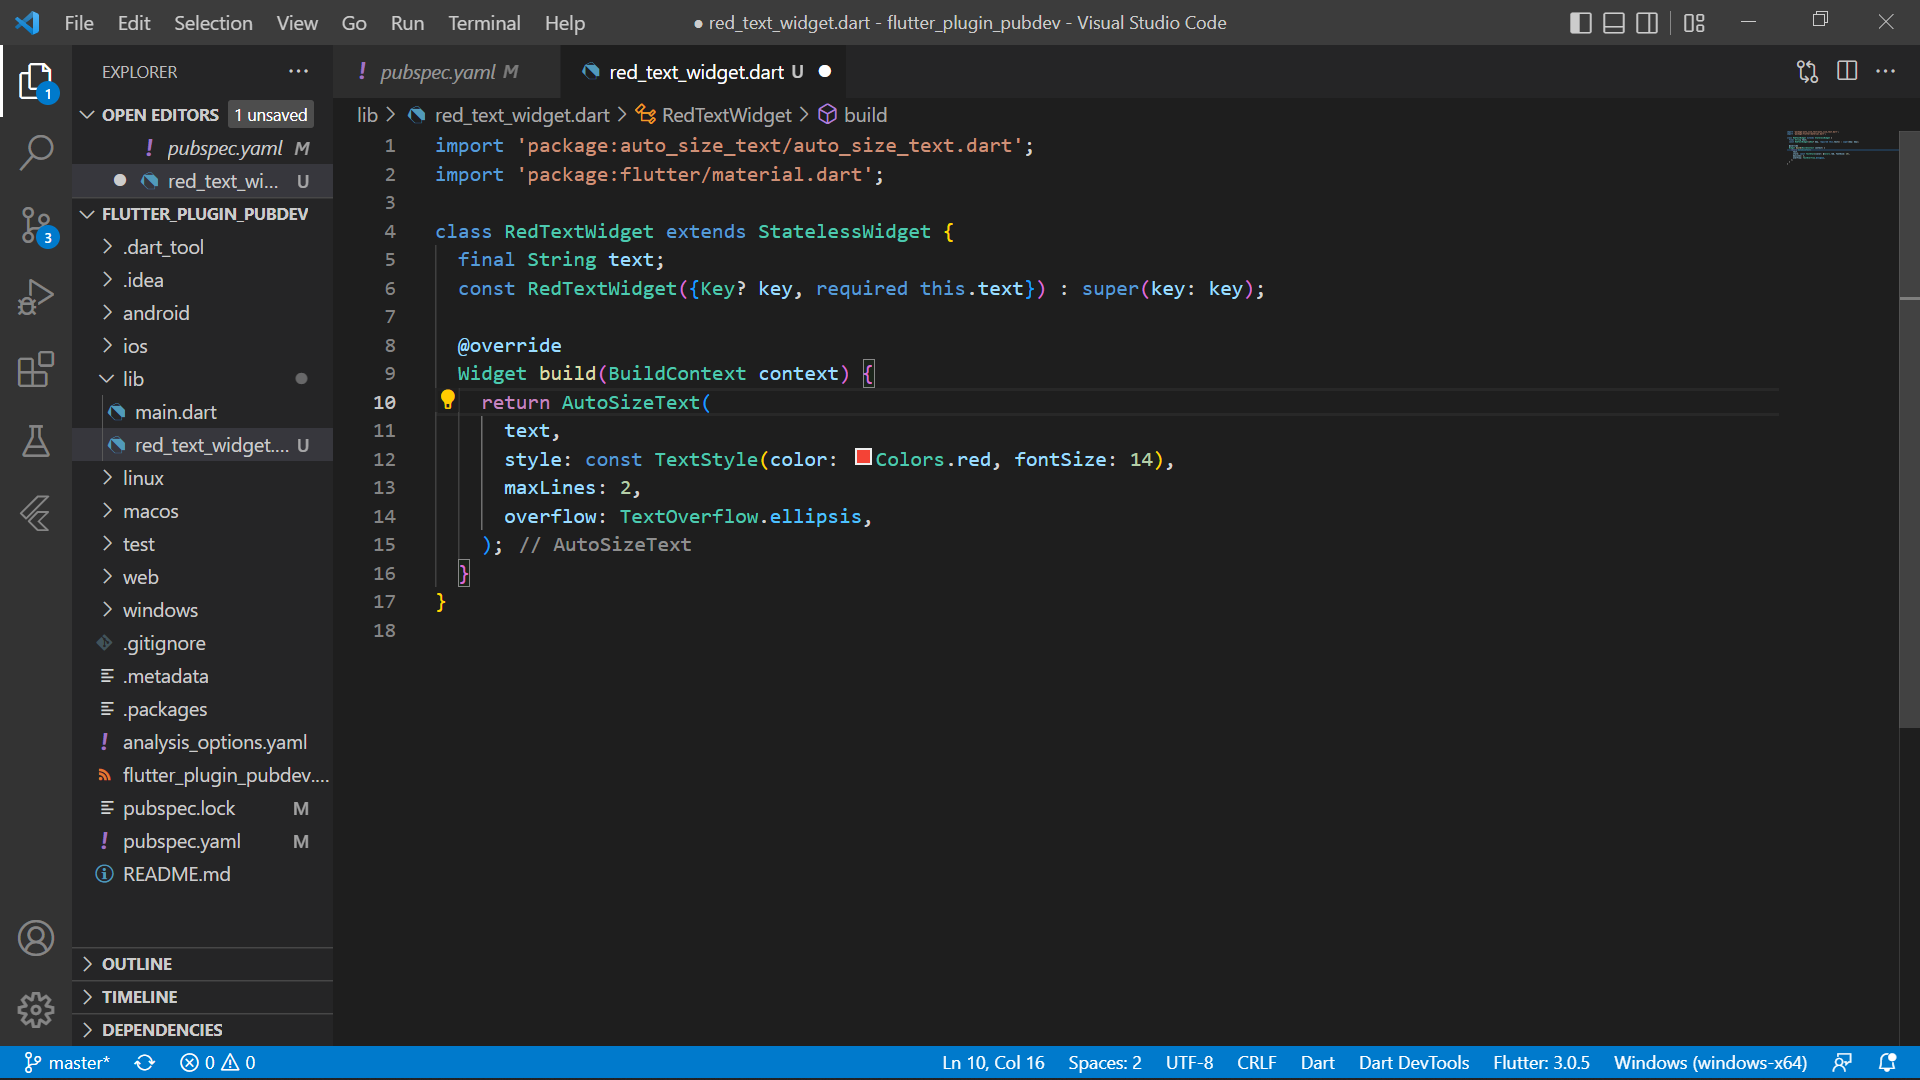 File Edit Selection View Go Run Terminal Help
● red_text_widget.dart - flutter_plugin_pubdev - Visual Studio Code
EXPLORER
! pubspec.yaml M
red_text_widget.dart U
1
OPEN EDITORS 1 unsaved
! pubspec.yaml M
red_text_wi... U
3
FLUTTER_PLUGIN_PUBDEV
.dart_tool
.idea
android
ios
lib
main.dart
red_text_widget.... U
linux
macos
test
web
windows
.gitignore
.metadata
.packages
! analysis_options.yaml
flutter_plugin_pubdev....
pubspec.lock M
! pubspec.yaml M
README.md
OUTLINE
TIMELINE
DEPENDENCIES
lib > red_text_widget.dart > RedTextWidget > build
1 import 'package:auto_size_text/auto_size_text.dart';
2 import 'package:flutter/material.dart';
3
4 class RedTextWidget extends StatelessWidget {
5 final String text;
6 const RedTextWidget({Key? key, required this.text}) : super(key: key);
7
8 @override
9 Widget build(BuildContext context) {
10 return AutoSizeText(
11 text,
12 style: const TextStyle(color: Colors.red, fontSize: 14),
13 maxLines: 2,
14 overflow: TextOverflow.ellipsis,
15 ); // AutoSizeText
16 }
17 }
18
master* 0 0 Ln 10, Col 16 Spaces: 2 UTF-8 CRLF Dart Dart DevTools Flutter: 3.0.5 Windows (windows-x64)